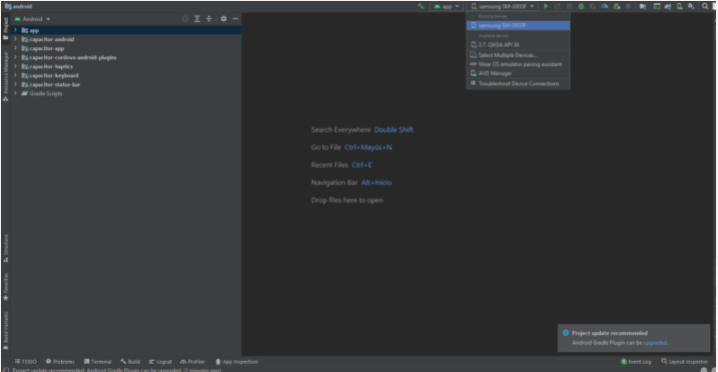 android
app
samsung SM-G935F
Android
app
capacitor-android
capacitor-app
capacitor-cordova-android-plugins
capacitor-haptics
capacitor-keyboard
capacitor-status-bar
Gradle Scripts
Project
Resource Manager
Structure
Favorites
Build Variants
Running devices
samsung
Available devices
2.7 QVGA API 30
Select Multiple Devices...
Wear OS emulator pairing assistant
AVD Manager
Troubleshoot Device Connections
Search Everywhere Double Shift
Go to File Ctrl+Mayús+N
Recent Files Ctrl+E
Navigation Bar Alt+Inicio
Drop files here to open
Project update recommended
Android Gradle Plugin can be upgraded.
TODO
Problems
Terminal
Build
Logcat
Profiler
App Inspection
Event Log
Layout Inspector
Project update recommended: Android Gradle Plugin can be upgraded.